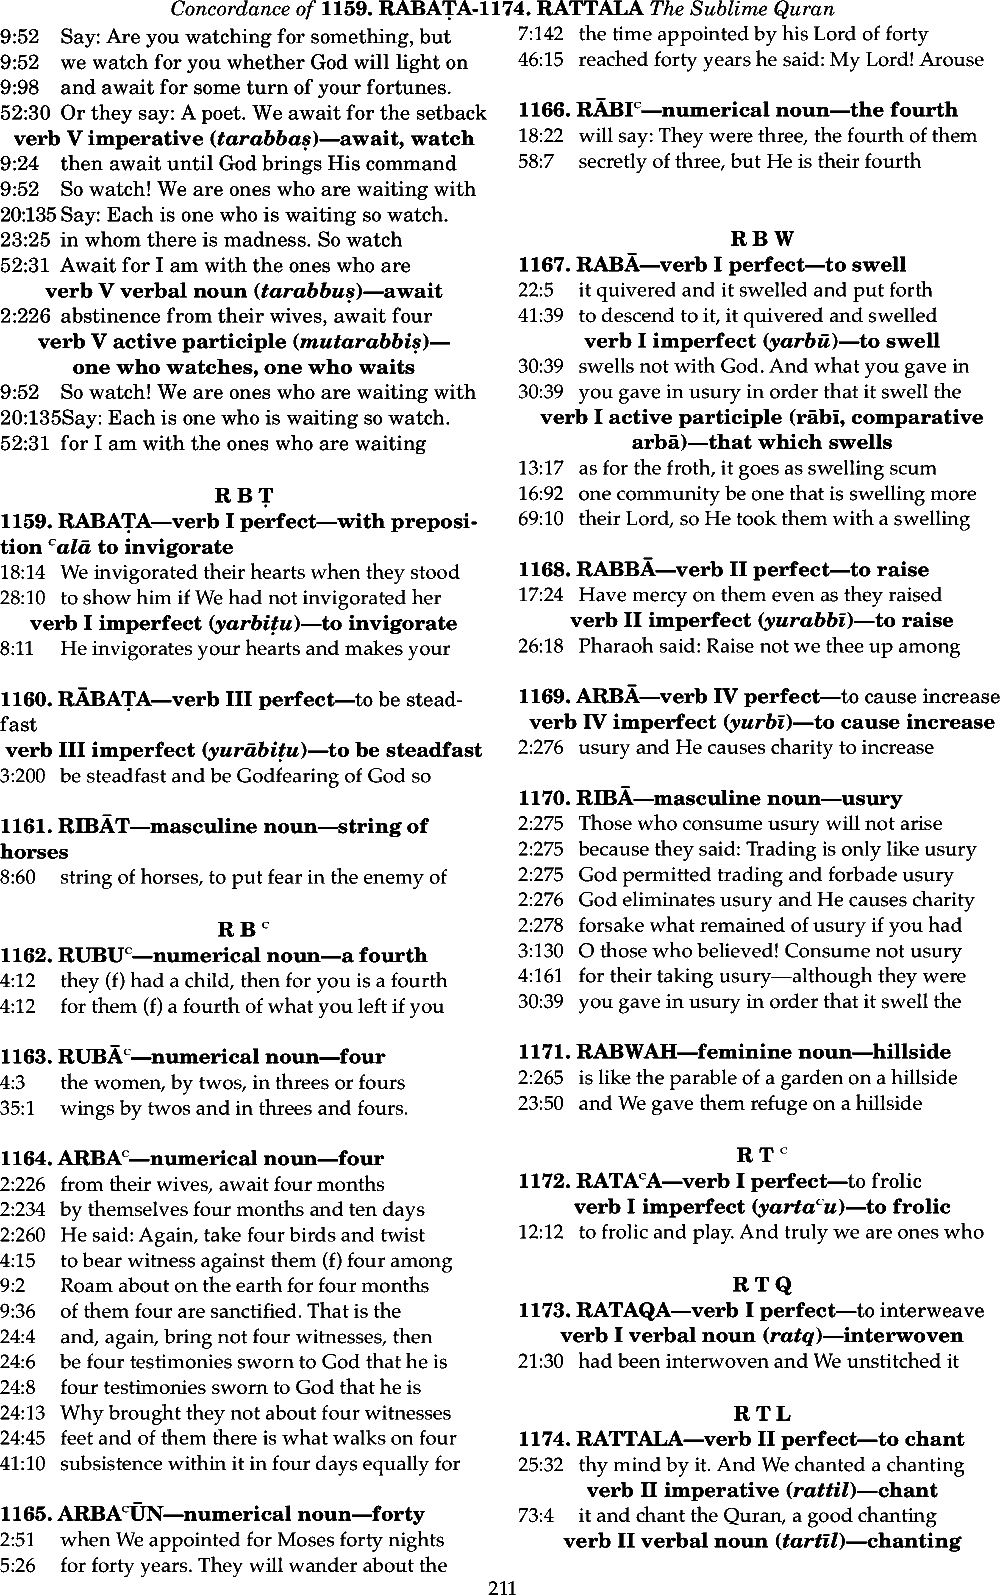 Concordance of 1159. RABAṬA-1174. RATTALA The Sublime Quran
9:52 Say: Are you watching for something, but
9:52 we watch for you whether God will light on
9:98 and await for some turn of your fortunes.
52:30 Or they say: A poet. We await for the setback
verb V imperative (tarabbaṣ)—await, watch
9:24 then await until God brings His command
9:52 So watch! We are ones who are waiting with
20:135 Say: Each is one who is waiting so watch.
23:25 in whom there is madness. So watch
52:31 Await for I am with the ones who are
verb V verbal noun (tarabbuṣ)—await
2:226 abstinence from their wives, await four
verb V active participle (mutarabbiṣ)—
one who watches, one who waits
9:52 So watch! We are ones who are waiting with
20:135Say: Each is one who is waiting so watch.
52:31 for I am with the ones who are waiting
R B Ṭ
1159. RABAṬA—verb I perfect—with preposi-
tion ᶜalā to invigorate
18:14 We invigorated their hearts when they stood
28:10 to show him if We had not invigorated her
verb I imperfect (yarbiṭu)—to invigorate
8:11 He invigorates your hearts and makes your
1160. RĀBAṬA—verb III perfect—to be stead-
fast
verb III imperfect (yurābiṭu)—to be steadfast
3:200 be steadfast and be Godfearing of God so
1161. RIBĀT—masculine noun—string of
horses
8:60 string of horses, to put fear in the enemy of
R B ᶜ
1162. RUBUᶜ—numerical noun—a fourth
4:12 they (f) had a child, then for you is a fourth
4:12 for them (f) a fourth of what you left if you
1163. RUBĀᶜ—numerical noun—four
4:3 the women, by twos, in threes or fours
35:1 wings by twos and in threes and fours.
1164. ARBAᶜ—numerical noun—four
2:226 from their wives, await four months
2:234 by themselves four months and ten days
2:260 He said: Again, take four birds and twist
4:15 to bear witness against them (f) four among
9:2 Roam about on the earth for four months
9:36 of them four are sanctified. That is the
24:4 and, again, bring not four witnesses, then
24:6 be four testimonies sworn to God that he is
24:8 four testimonies sworn to God that he is
24:13 Why brought they not about four witnesses
24:45 feet and of them there is what walks on four
41:10 subsistence within it in four days equally for
1165. ARBAᶜŪN—numerical noun—forty
2:51 when We appointed for Moses forty nights
5:26 for forty years. They will wander about the
7:142 the time appointed by his Lord of forty
46:15 reached forty years he said: My Lord! Arouse
1166. RĀBIᶜ—numerical noun—the fourth
18:22 will say: They were three, the fourth of them
58:7 secretly of three, but He is their fourth
R B W
1167. RABĀ—verb I perfect—to swell
22:5 it quivered and it swelled and put forth
41:39 to descend to it, it quivered and swelled
verb I imperfect (yarbū)—to swell
30:39 swells not with God. And what you gave in
30:39 you gave in usury in order that it swell the
verb I active participle (rābī, comparative
arbā)—that which swells
13:17 as for the froth, it goes as swelling scum
16:92 one community be one that is swelling more
69:10 their Lord, so He took them with a swelling
1168. RABBĀ—verb II perfect—to raise
17:24 Have mercy on them even as they raised
verb II imperfect (yurabbī)—to raise
26:18 Pharaoh said: Raise not we thee up among
1169. ARBĀ—verb IV perfect—to cause increase
verb IV imperfect (yurbī)—to cause increase
2:276 usury and He causes charity to increase
1170. RIBĀ—masculine noun—usury
2:275 Those who consume usury will not arise
2:275 because they said: Trading is only like usury
2:275 God permitted trading and forbade usury
2:276 God eliminates usury and He causes charity
2:278 forsake what remained of usury if you had
3:130 O those who believed! Consume not usury
4:161 for their taking usury—although they were
30:39 you gave in usury in order that it swell the
1171. RABWAH—feminine noun—hillside
2:265 is like the parable of a garden on a hillside
23:50 and We gave them refuge on a hillside
R T ᶜ
1172. RATAᶜA—verb I perfect—to frolic
verb I imperfect (yartaᶜu)—to frolic
12:12 to frolic and play. And truly we are ones who
R T Q
1173. RATAQA—verb I perfect—to interweave
verb I verbal noun (ratq)—interwoven
21:30 had been interwoven and We unstitched it
R T L
1174. RATTALA—verb II perfect—to chant
25:32 thy mind by it. And We chanted a chanting
verb II imperative (rattil)—chant
73:4 it and chant the Quran, a good chanting
verb II verbal noun (tartīl)—chanting
211